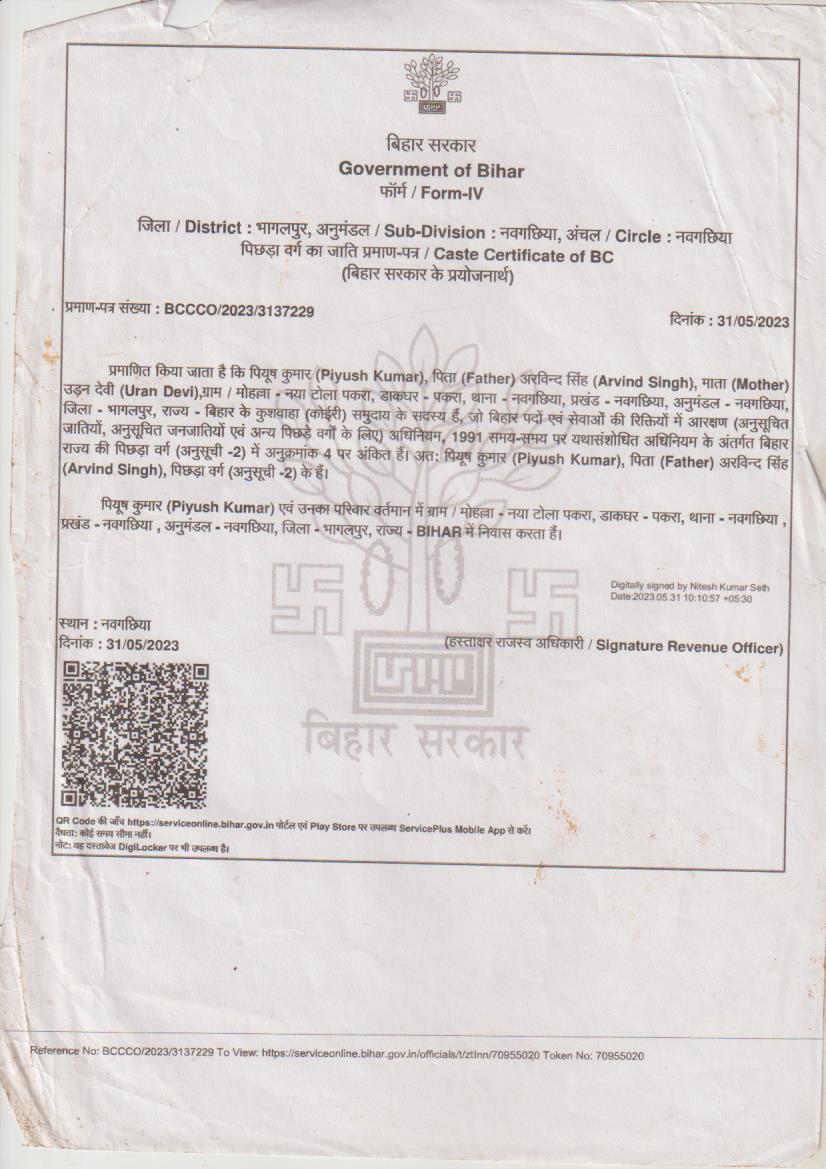 बिहार सरकार
Government of Bihar
फॉर्म / Form-IV
जिला / District : भागलपुर, अनुमंडल / Sub-Division : नवगछिया, अंचल / Circle : नवगछिया
पिछड़ा वर्ग का जाति प्रमाण-पत्र / Caste Certificate of BC
(बिहार सरकार के प्रयोजनार्थ)
प्रमाण-पत्र संख्या : BCCCO/2023/3137229
दिनांक : 31/05/2023
प्रमाणित किया जाता है कि पियूष कुमार (Piyush Kumar), पिता (Father) अरविन्द सिंह (Arvind Singh), माता (Mother)
उड़न देवी (Uran Devi),ग्राम / मोहल्ला - नया टोला पकरा, डाकघर - पकरा, थाना - नवगछिया, प्रखंड - नवगछिया, अनुमंडल - नवगछिया,
जिला - भागलपुर, राज्य - बिहार के कुशवाहा (कोईरी) समुदाय के सदस्य हैं, जो बिहार पदों एवं सेवाओं की रिक्तियों में आरक्षण (अनुसूचित
जातियों, अनुसूचित जनजातियों एवं अन्य पिछड़े वर्गों के लिए) अधिनियम, 1991 समय-समय पर यथासंशोधित अधिनियम के अंतर्गत बिहार
राज्य की पिछड़ा वर्ग (अनुसूची -2) में अनुक्रमांक 4 पर अंकित हैं। अत: पियूष कुमार (Piyush Kumar), पिता (Father) अरविन्द सिंह
(Arvind Singh), पिछड़ा वर्ग (अनुसूची -2) के हैं।
पियूष कुमार (Piyush Kumar) एवं उनका परिवार वर्तमान में ग्राम / मोहल्ला - नया टोला पकरा, डाकघर - पकरा, थाना - नवगछिया ,
प्रखंड - नवगछिया , अनुमंडल - नवगछिया, जिला - भागलपुर, राज्य - BIHAR में निवास करता हैं।
Digitally signed by Nitesh Kumar Seth
Date:2023.05.31 10:10:57 +05:30
स्थान : नवगछिया
दिनांक : 31/05/2023
(हस्ताक्षर राजस्व अधिकारी / Signature Revenue Officer)
बिहार सरकार
QR Code की जाँच https://serviceonline.bihar.gov.in पोर्टल एवं Play Store पर उपलब्ध ServicePlus Mobile App से करें।
वैधता: कोई समय सीमा नहीं।
नोट: यह दस्तावेज DigiLocker पर भी उपलब्ध है।
Reference No: BCCCO/2023/3137229 To View: https://serviceonline.bihar.gov.in/officials/t/ztlnn/70955020 Token No: 70955020